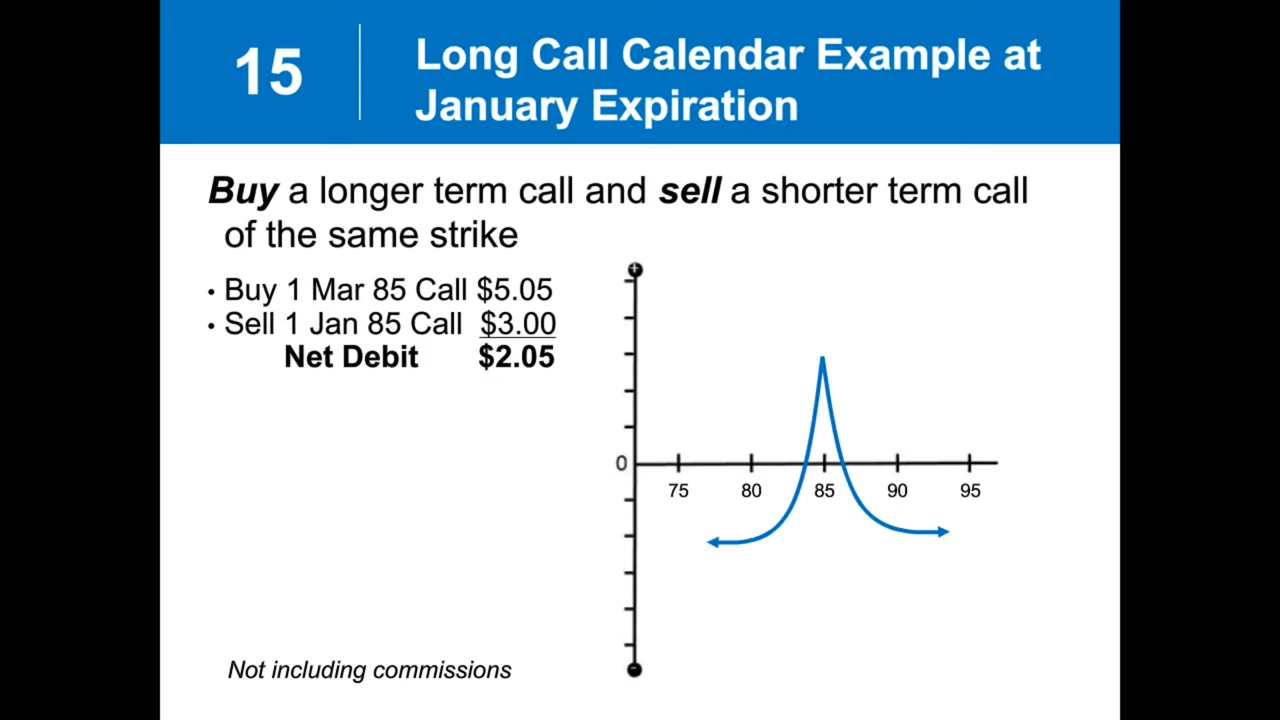 15
Long Call Calendar Example at
January Expiration
Buy a longer term call and sell a shorter term call
of the same strike
• Buy 1 Mar 85 Call $5.05
• Sell 1 Jan 85 Call $3.00
Net Debit $2.05
+
0
75 80 85 90 95
-
Not including commissions